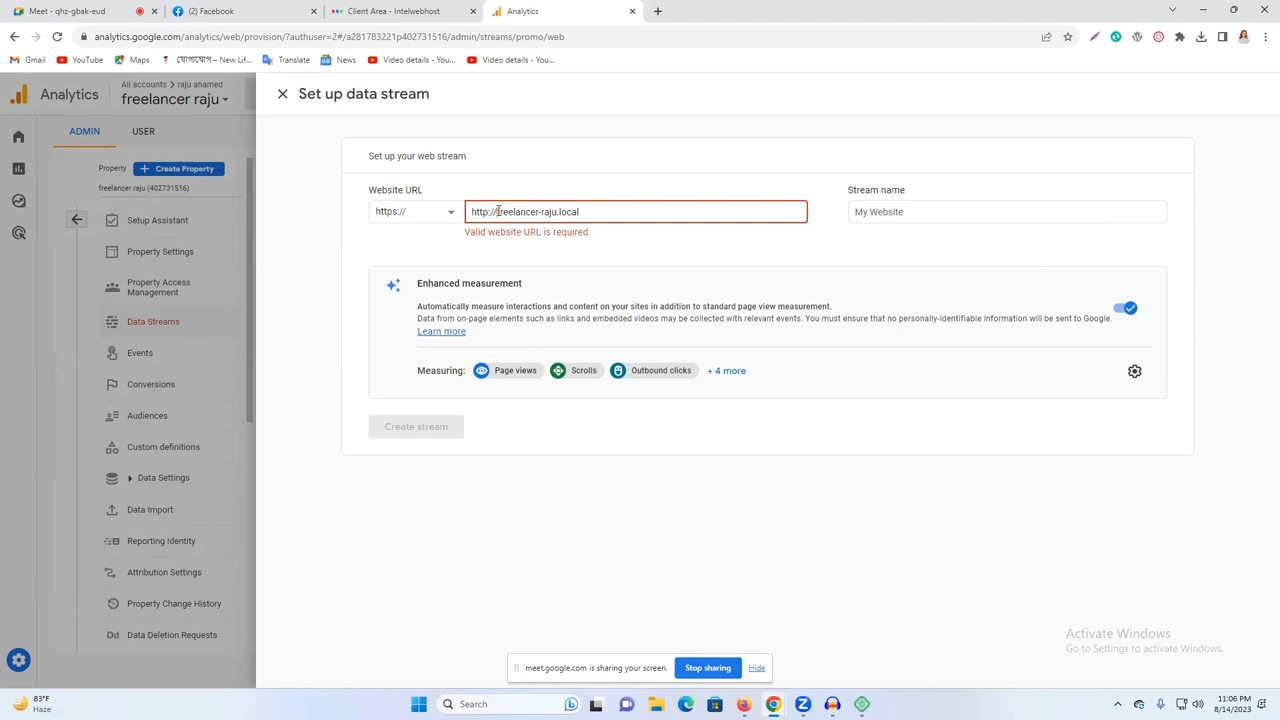 Meet - qhz-gbak-eud
(2) Facebook
Client Area - Intelwebhost
Analytics
analytics.google.com/analytics/web/provision/?authuser=2#/a281783221p402731516/admin/streams/promo/web
Gmail
YouTube
Maps
যোগাযোগ – New Life...
Translate
News
Video details - You...
Video details - You...
Analytics
All accounts > raju ahamed
freelancer raju
Set up data stream
ADMIN
USER
Property
Create Property
freelancer raju (402731516)
Setup Assistant
Property Settings
Property Access
Management
Data Streams
Events
Conversions
Audiences
Custom definitions
Data Settings
Data Import
Reporting Identity
Attribution Settings
Property Change History
Dd
Data Deletion Requests
Set up your web stream
Website URL
Stream name
https://
http://freelancer-raju.local
My Website
Valid website URL is required.
Enhanced measurement
Automatically measure interactions and content on your sites in addition to standard page view measurement.
Data from on-page elements such as links and embedded videos may be collected with relevant events. You must ensure that no personally-identifiable information will be sent to Google.
Learn more
Measuring:
Page views
Scrolls
Outbound clicks
+ 4 more
Create stream
Activate Windows
Go to Settings to activate Windows.
meet.google.com is sharing your screen.
Stop sharing
Hide
83°F
Haze
Search
11:06 PM
8/14/2023